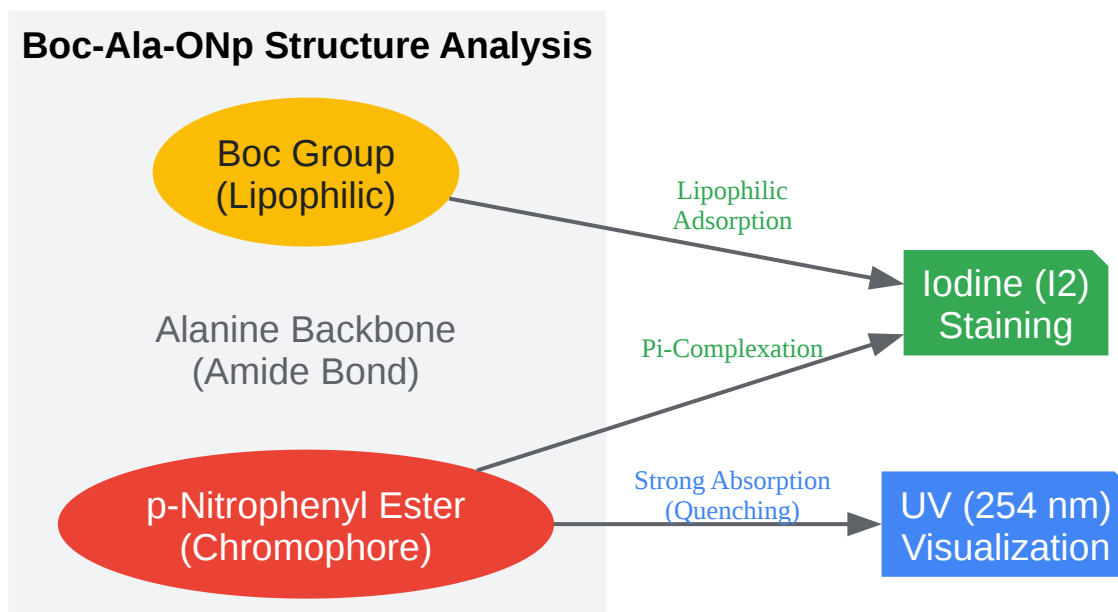 Boc-Ala-ONp Structure Analysis
Boc Group
(Lipophilic)
Lipophilic
Adsorption
Iodine (I2)
Staining
Alanine Backbone
(Amide Bond)
Pi-Complexation
p-Nitrophenyl Ester
(Chromophore)
Strong Absorption
(Quenching)
UV (254 nm)
Visualization